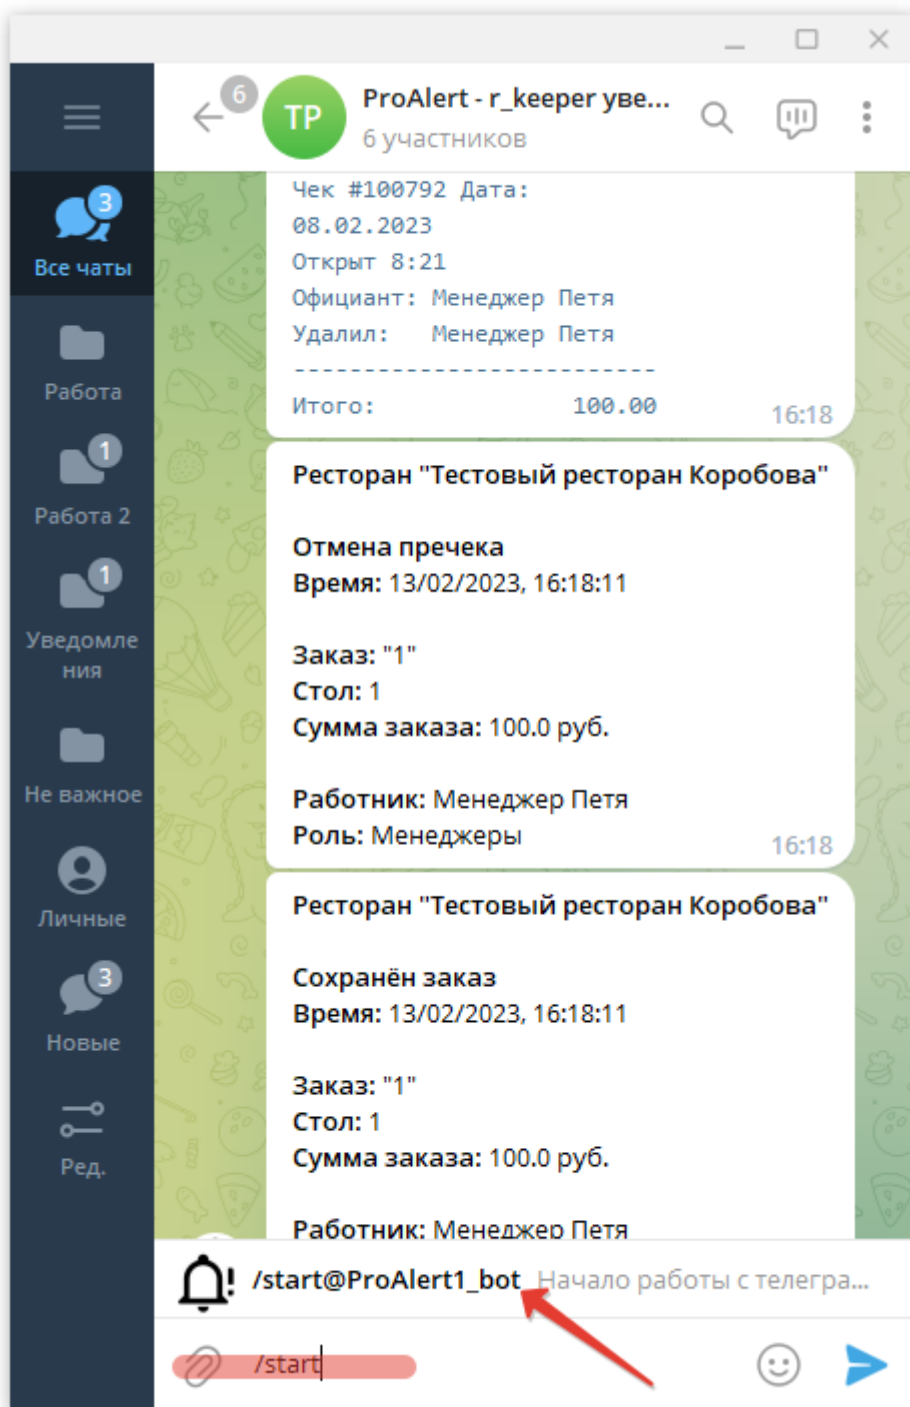 6
TP
ProAlert - r_keeper уве...
6 участников
3
Все чаты
Работа
1
Работа 2
1
Уведомле
ния
Не важное
Личные
3
Новые
Ред.
Чек #100792 Дата:
08.02.2023
Открыт 8:21
Официант: Менеджер Петя
Удалил: Менеджер Петя
--------------------------
Итого: 100.00
16:18
Ресторан "Тестовый ресторан Коробова"
Отмена пречека
Время: 13/02/2023, 16:18:11
Заказ: "1"
Стол: 1
Сумма заказа: 100.0 руб.
Работник: Менеджер Петя
Роль: Менеджеры
16:18
Ресторан "Тестовый ресторан Коробова"
Сохранён заказ
Время: 13/02/2023, 16:18:11
Заказ: "1"
Стол: 1
Сумма заказа: 100.0 руб.
Работник: Менеджер Петя
/start@ProAlert1_bot Начало работы с телегра...
/start